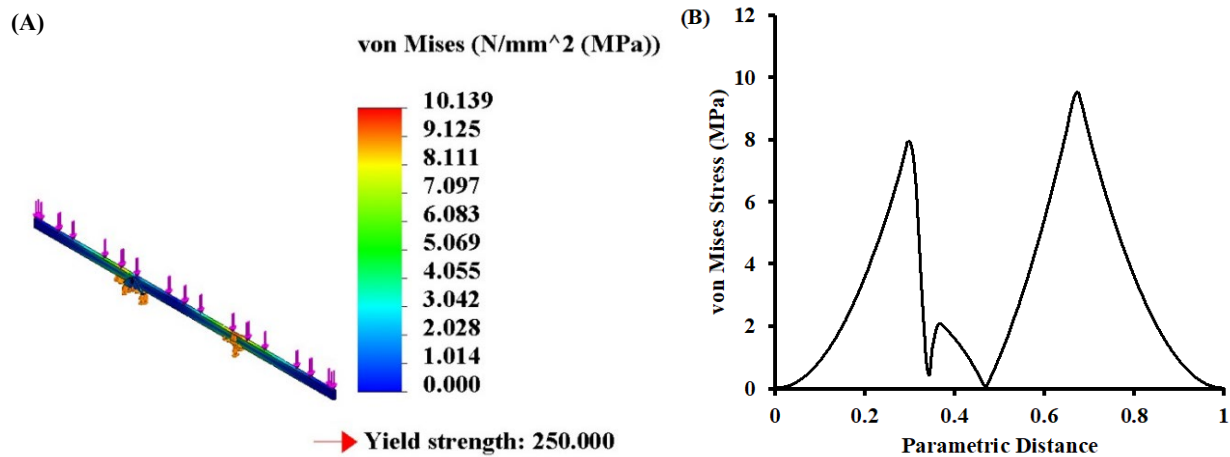 (A)
von Mises (N/mm^2 (MPa))
10.139
9.125
8.111
7.097
6.083
5.069
4.055
3.042
2.028
1.014
0.000
Yield strength: 250.000
(B)
von Mises Stress (MPa)
12
10
8
6
4
2
0
0 0.2 0.4 0.6 0.8 1
Parametric Distance